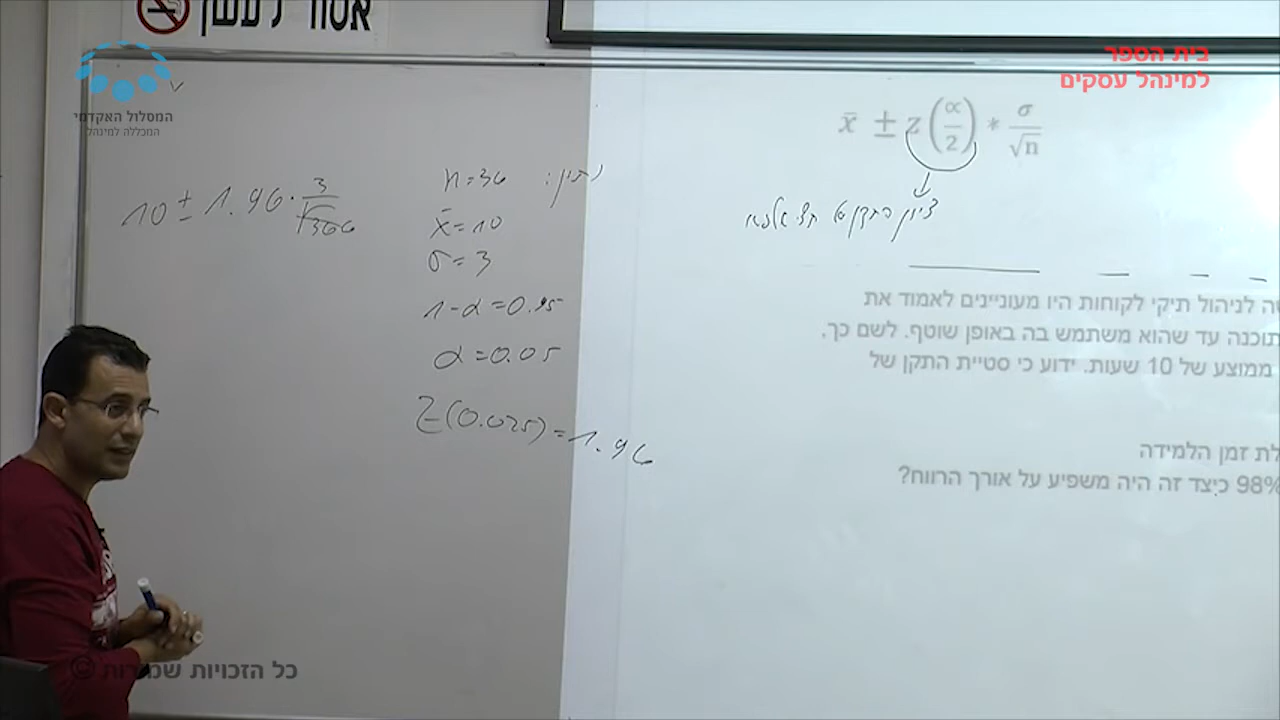 אסור לעשן
בית הספר
למינהל עסקים
המסלול האקדמי
המכללה למינהל
x̄ ± z(α/2) * σ/√n
נתון: n=36
x̄=10
σ=3
1-α=0.95
α=0.05
Z(0.025)=1.96
10 ± 1.96 · 3/√36
ציון התקן של חצי אלפא
ה לניהול תיקי לקוחות היו מעוניינים לאמוד את
תוכנה עד שהוא משתמש בה באופן שוטף. לשם כך,
ממוצע של 10 שעות. ידוע כי סטיית התקן של
לת זמן הלמידה
98% כיצד זה היה משפיע על אורך הרווח?
כל הזכויות שמורות ©